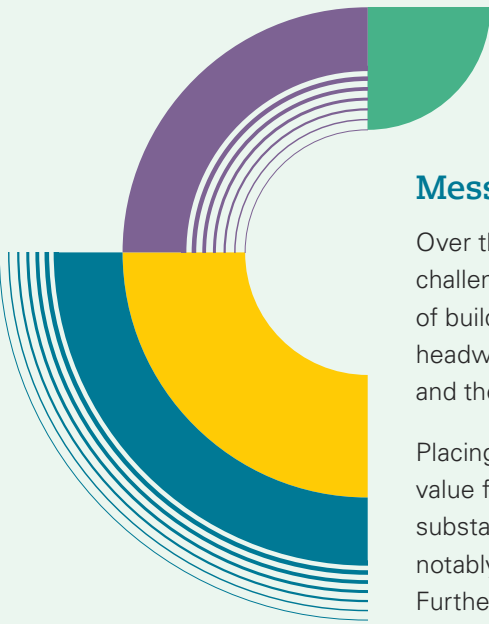 Mess
Over th
challen
of build
headw
and the
Placing
value f
substa
notably
Furthe